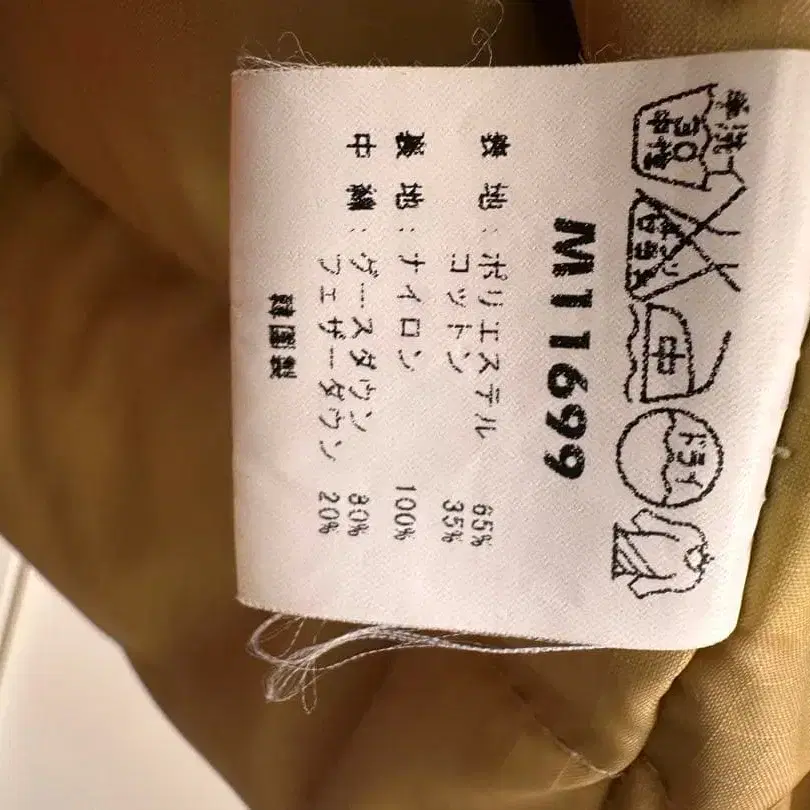 手洗イ
30
中性
中
ドライ
M11699
表 地 : ポリエステル 65%
コットン 35%
裏 地 : ナイロン 100%
中 綿 : グースダウン 80%
フェザーダウン 20%
韓国製